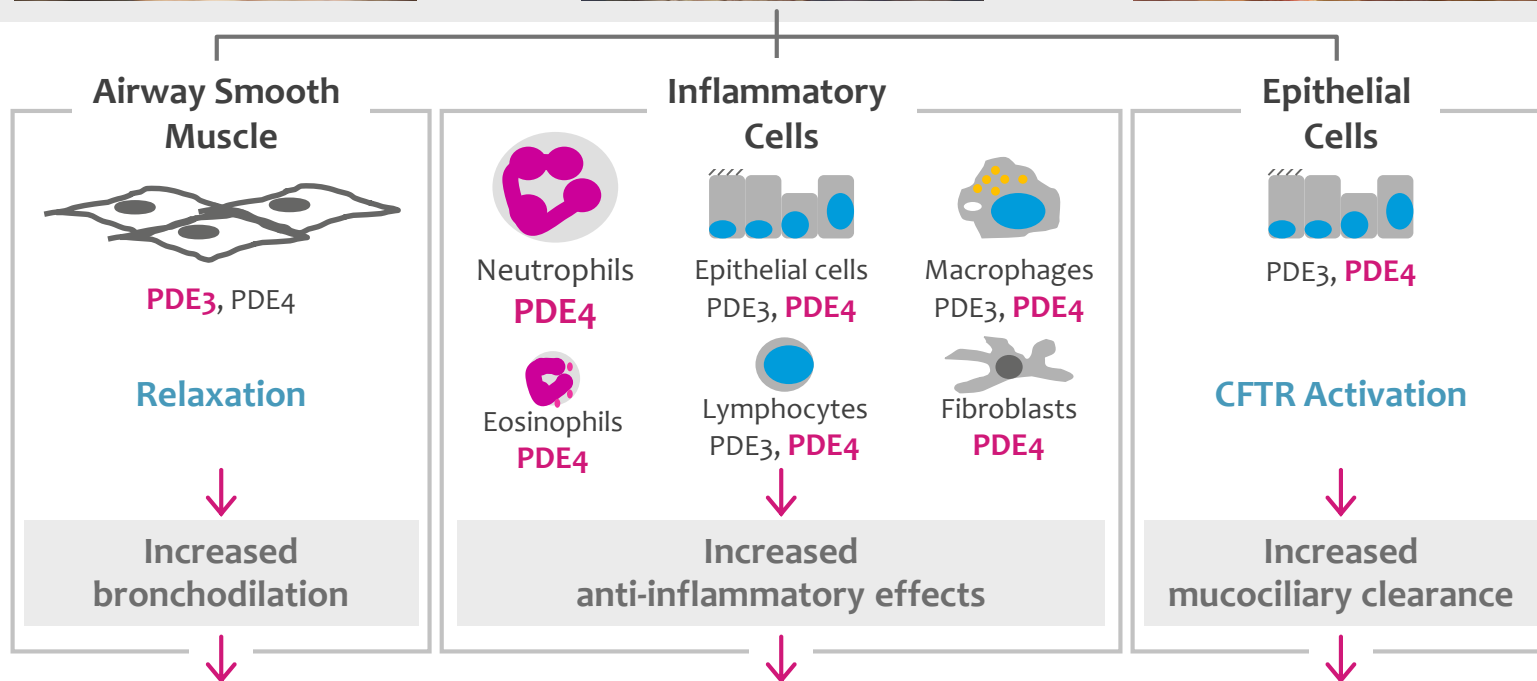 Airway Smooth
Muscle
PDE3, PDE4
Relaxation
Increased
bronchodilation
Inflammatory
Cells
Neutrophils
PDE4
Epithelial cells
PDE3, PDE4
Macrophages
PDE3, PDE4
Eosinophils
PDE4
Lymphocytes
PDE3, PDE4
Fibroblasts
PDE4
Increased
anti-inflammatory effects
Epithelial
Cells
PDE3, PDE4
CFTR Activation
Increased
mucociliary clearance